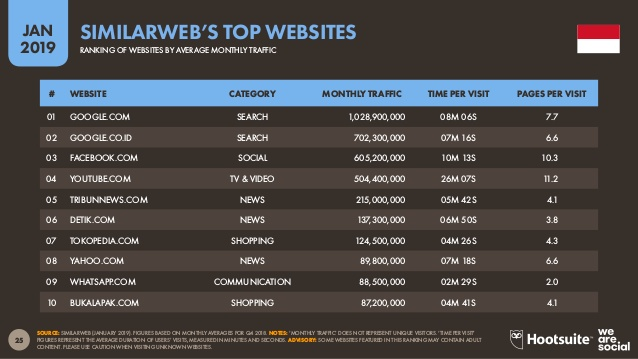 JAN
2019
SIMILARWEB'S TOP WEBSITES
RANKING OF WEBSITES BY AVERAGE MONTHLY TRAFFIC
# WEBSITE CATEGORY MONTHLY TRAFFIC TIME PER VISIT PAGES PER VISIT
01 GOOGLE.COM SEARCH 1,028,900,000 08M 06S 7.7
02 GOOGLE.CO.ID SEARCH 702,300,000 07M 16S 6.6
03 FACEBOOK.COM SOCIAL 605,200,000 10M 13S 10.3
04 YOUTUBE.COM TV & VIDEO 504,400,000 26M 07S 11.2
05 TRIBUNNEWS.COM NEWS 215,000,000 05M 42S 4.1
06 DETIK.COM NEWS 137,300,000 06M 50S 3.8
07 TOKOPEDIA.COM SHOPPING 124,500,000 04M 26S 4.3
08 YAHOO.COM NEWS 89,800,000 07M 18S 6.6
09 WHATSAPP.COM COMMUNICATION 88,500,000 02M 29S 2.0
10 BUKALAPAK.COM SHOPPING 87,200,000 04M 41S 4.1
25
SOURCE: SIMILARWEB (JANUARY 2019). FIGURES BASED ON MONTHLY AVERAGES FOR Q4 2018. NOTES: 'MONTHLY TRAFFIC' DOES NOT REPRESENT UNIQUE VISITORS. 'TIME PER VISIT'
FIGURES REPRESENT THE AVERAGE DURATION OF USERS' VISITS, MEASURED IN MINUTES AND SECONDS. ADVISORY: SOME WEBSITES FEATURED IN THIS RANKING MAY CONTAIN ADULT
CONTENT. PLEASE USE CAUTION WHEN VISITING UNKNOWN WEBSITES.
Hootsuite
we
are
social